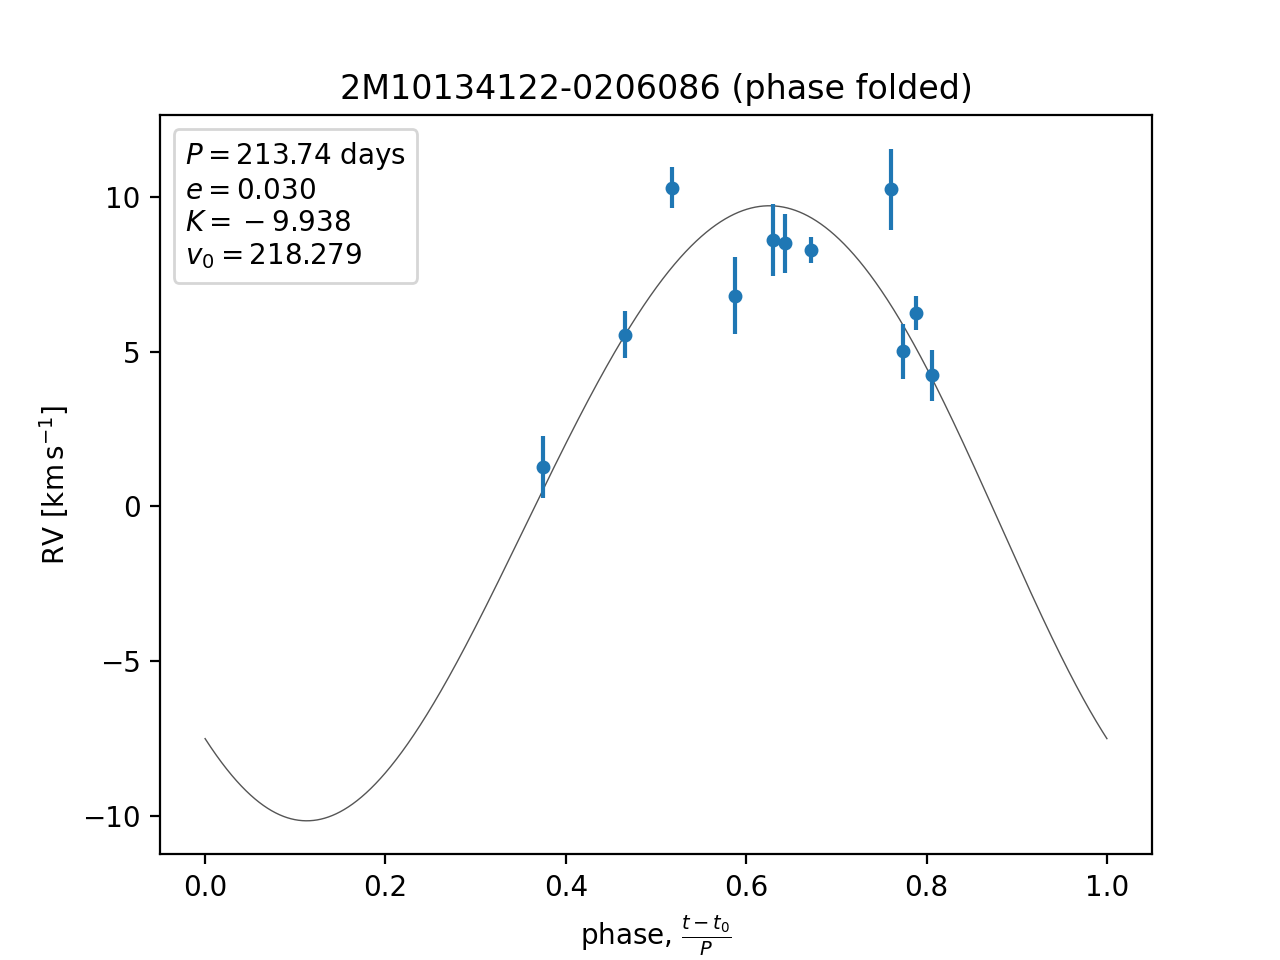 2M10134122-0206086 (phase folded)
P = 213.74 days
e = 0.030
K = −9.938
v₀ = 218.279
10
5
0
−5
−10
RV [km s⁻¹]
0.0 0.2 0.4 0.6 0.8 1.0
phase, (t − t₀)/P